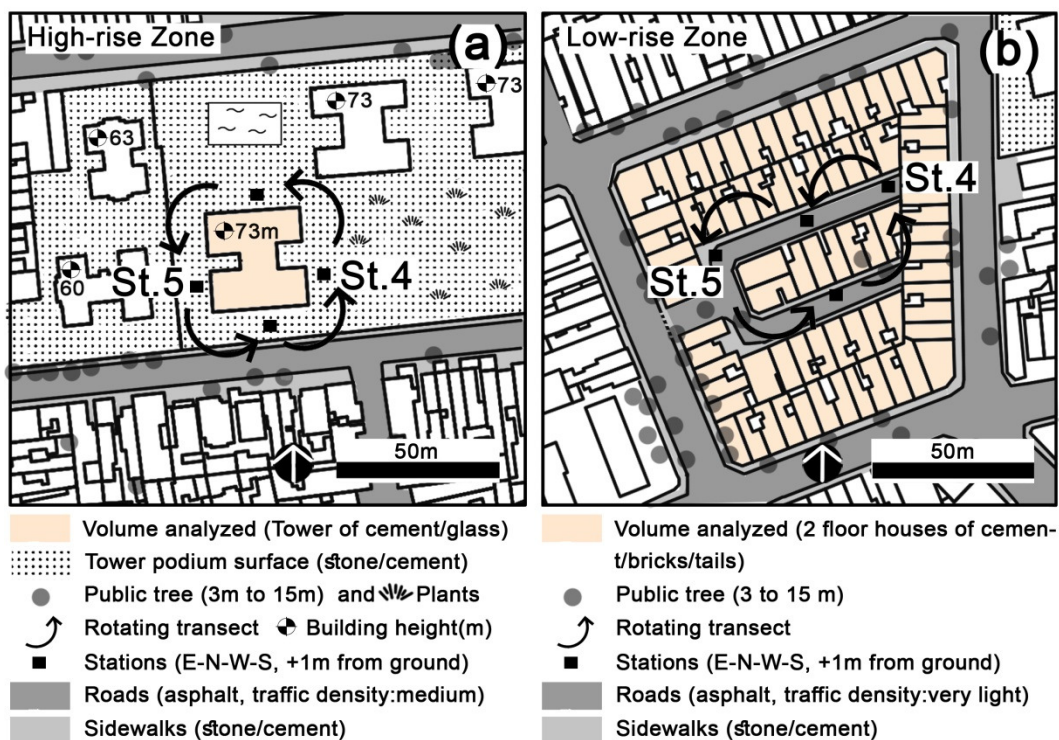 High-rise Zone
(a)
73
73
63
73m
60
St.5
St.4
50m
Volume analyzed (Tower of cement/glass)
Tower podium surface (stone/cement)
Public tree (3m to 15m) and Plants
Rotating transect Building height(m)
Stations (E-N-W-S, +1m from ground)
Roads (asphalt, traffic density:medium)
Sidewalks (stone/cement)
Low-rise Zone
(b)
St.4
St.5
50m
Volume analyzed (2 floor houses of cemen-
t/bricks/tails)
Public tree (3 to 15 m)
Rotating transect
Stations (E-N-W-S, +1m from ground)
Roads (asphalt, traffic density:very light)
Sidewalks (stone/cement)